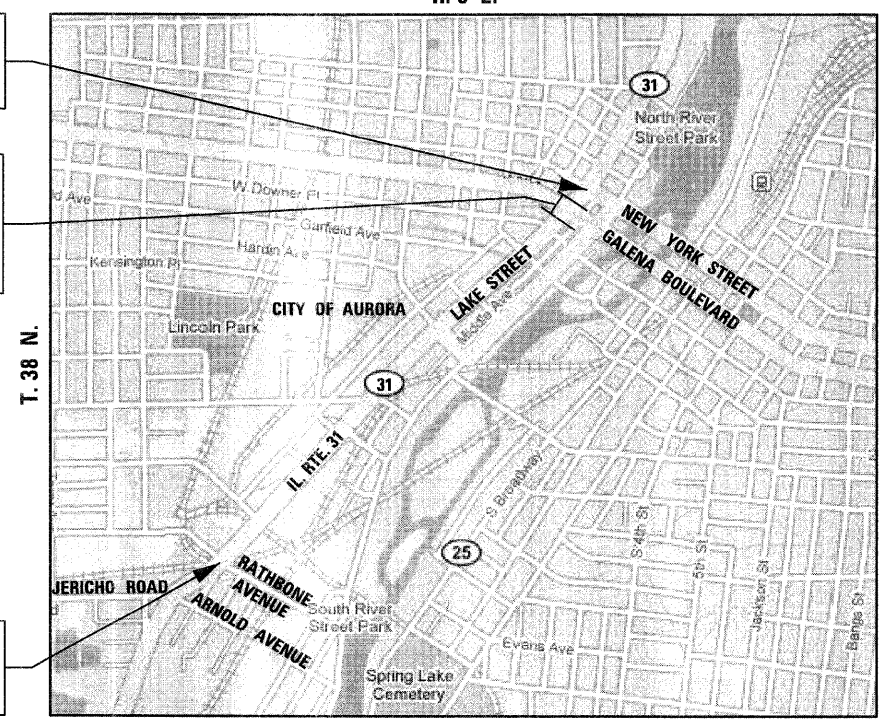 31
North River
Street Park
W Downer Pl
Garfield Ave
Hardin Ave
Kensington Pl
NEW YORK STREET
GALENA BOULEVARD
LAKE STREET
Middle Ave
CITY OF AURORA
Lincoln Park
T. 38 N.
31
IL. RTE. 31
S Broadway
25
S 4th St
5th St
Jackson St
Bangs St
JERICHO ROAD
RATHBONE
AVENUE
ARNOLD AVENUE
South River
Street Park
Evans Ave
Spring Lake
Cemetery